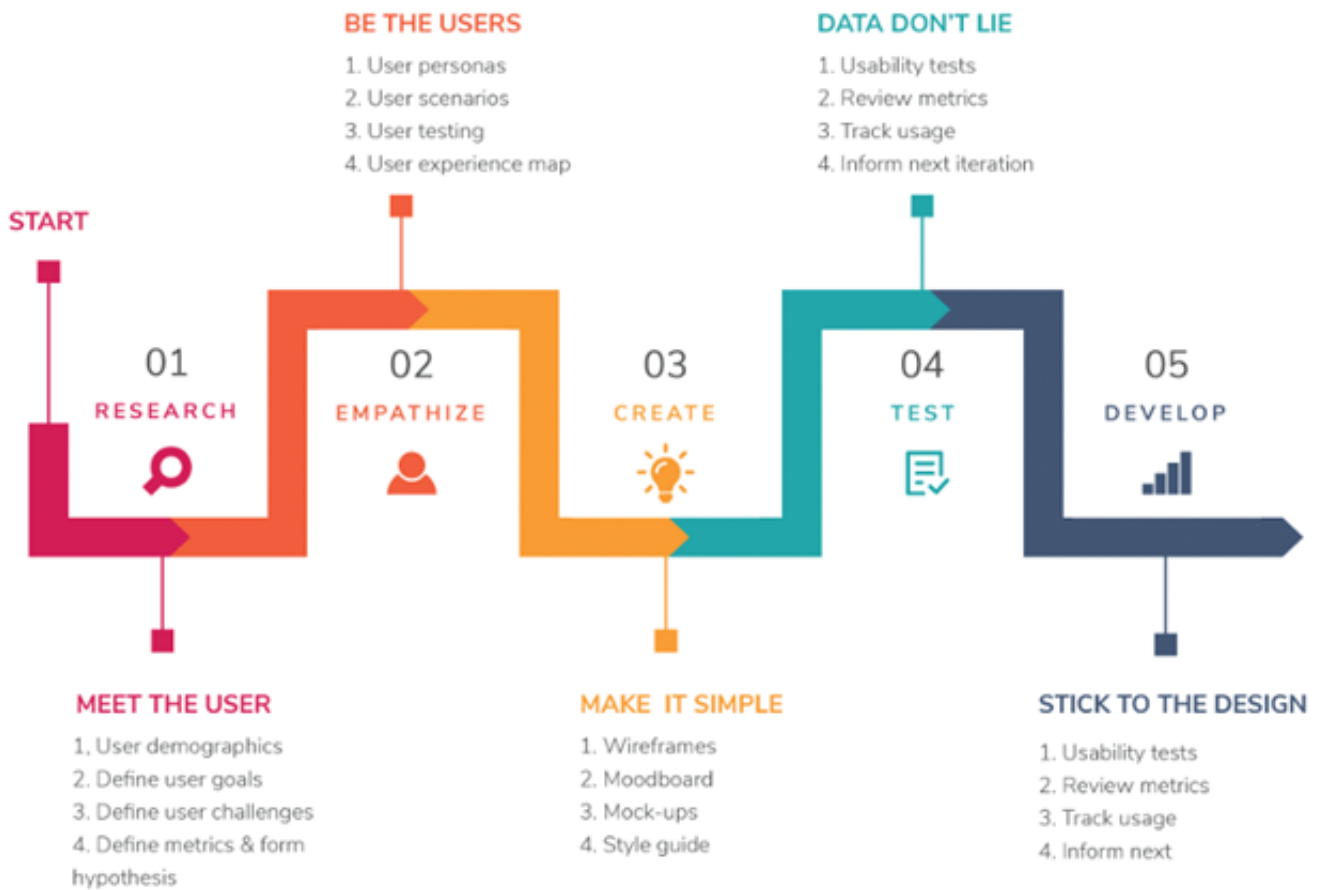 BE THE USERS
1. User personas
2. User scenarios
3. User testing
4. User experience map
DATA DON'T LIE
1. Usability tests
2. Review metrics
3. Track usage
4. Inform next iteration
START
01
RESEARCH
02
EMPATHIZE
03
CREATE
04
TEST
05
DEVELOP
MEET THE USER
1, User demographics
2. Define user goals
3. Define user challenges
4. Define metrics & form
hypothesis
MAKE IT SIMPLE
1. Wireframes
2. Moodboard
3. Mock-ups
4. Style guide
STICK TO THE DESIGN
1. Usability tests
2. Review metrics
3. Track usage
4. Inform next